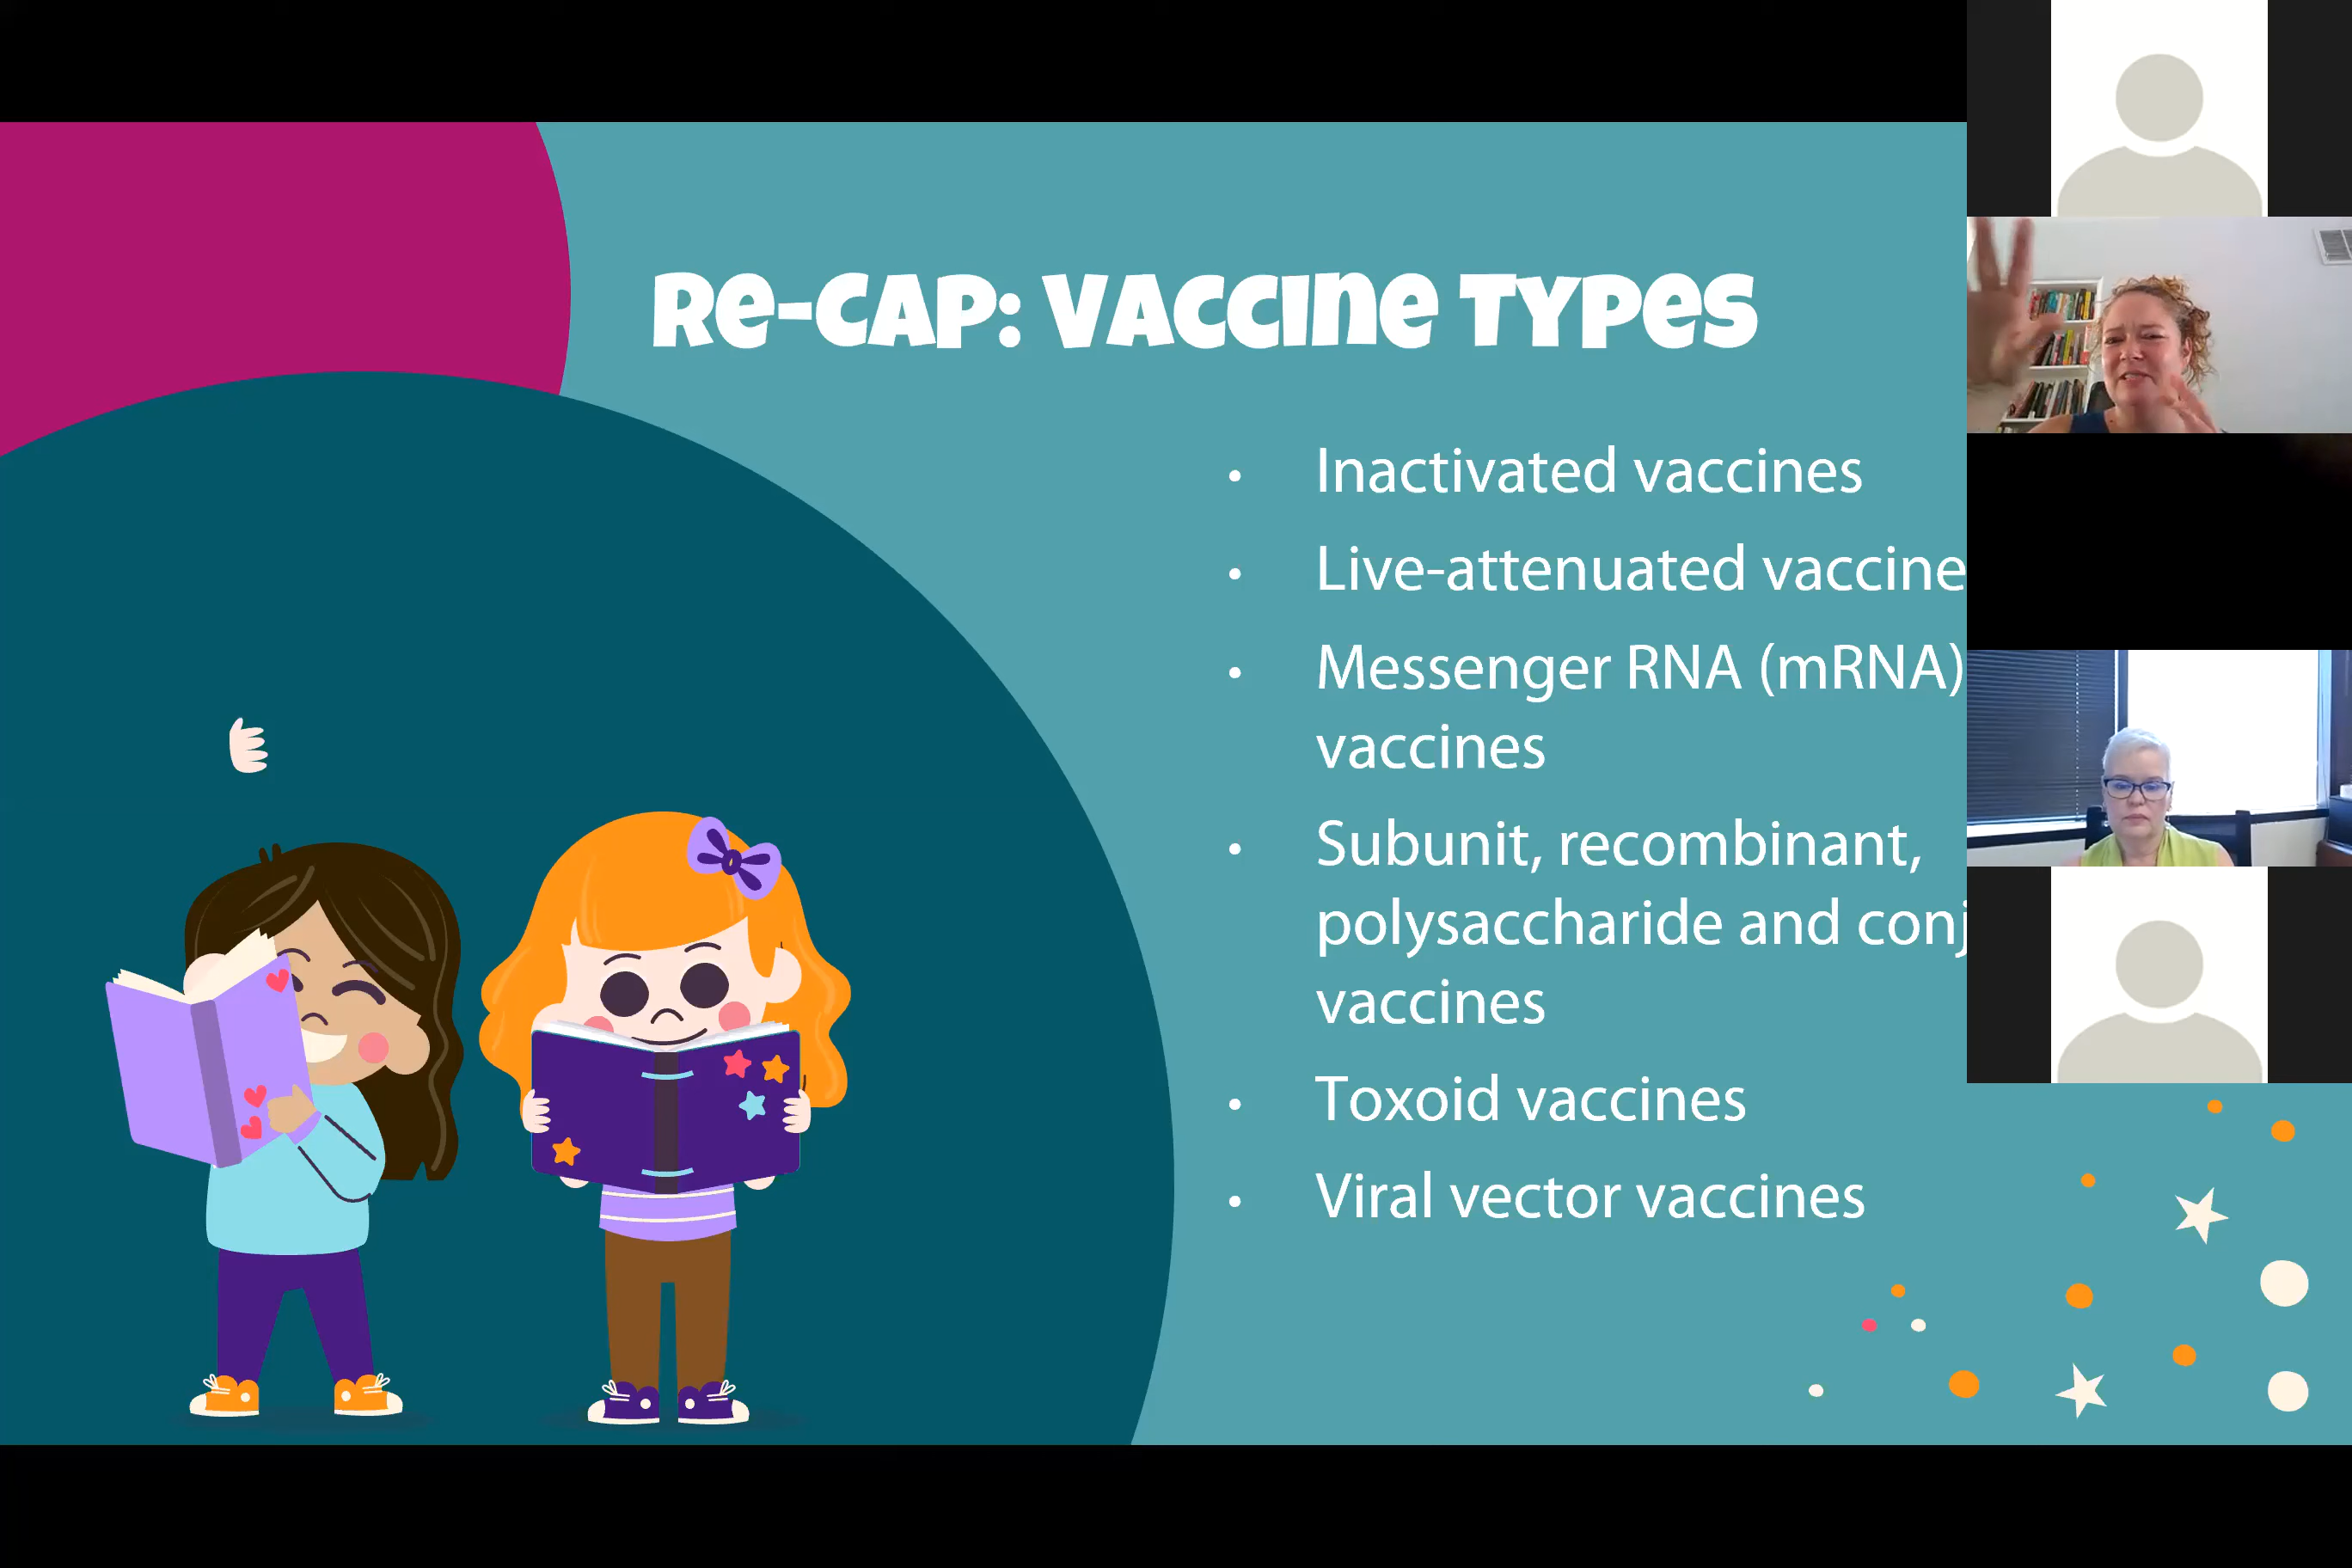 Re-cap: Vaccine Types
• Inactivated vaccines
• Live-attenuated vaccine
• Messenger RNA (mRNA)
vaccines
• Subunit, recombinant,
polysaccharide and conj
vaccines
• Toxoid vaccines
• Viral vector vaccines